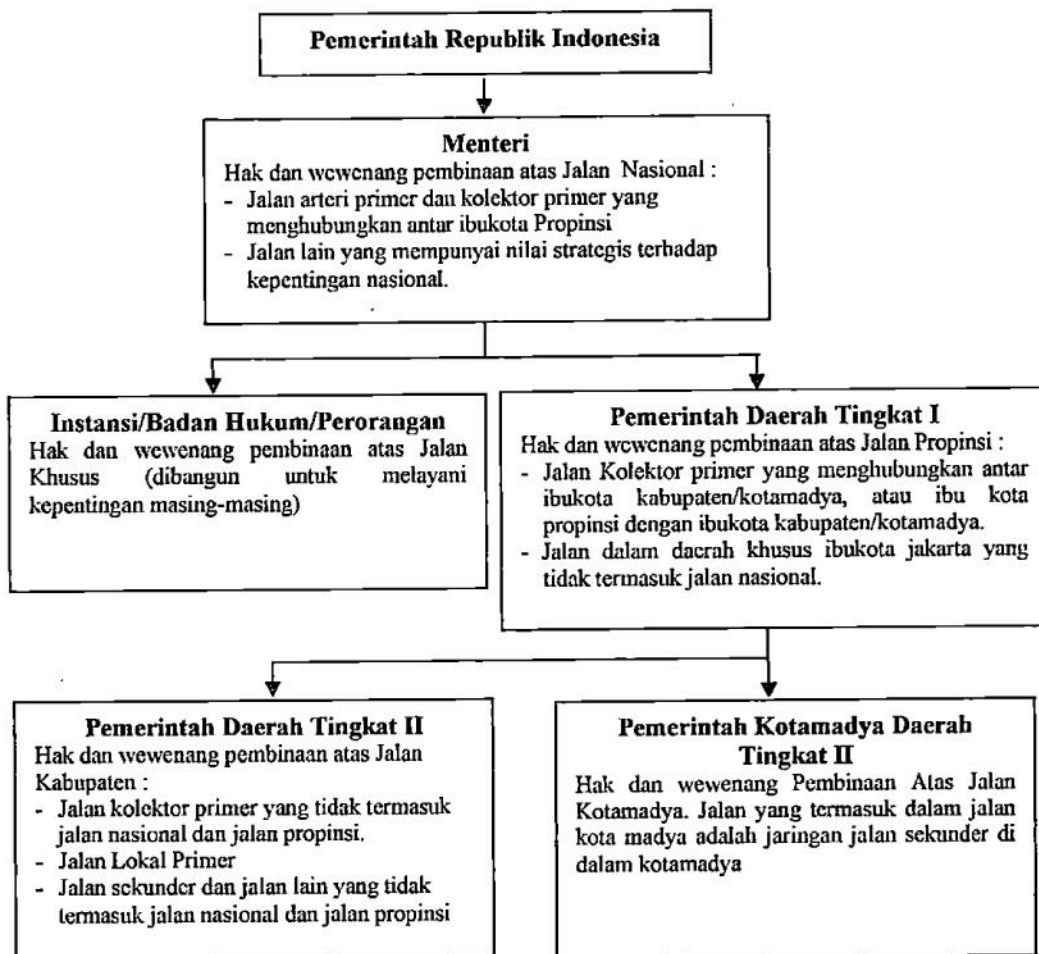 Pemerintah Republik Indonesia
Menteri
Hak dan wewenang pembinaan atas Jalan Nasional :
- Jalan arteri primer dan kolektor primer yang
menghubungkan antar ibukota Propinsi
- Jalan lain yang mempunyai nilai strategis terhadap
kepentingan nasional.
Instansi/Badan Hukum/Perorangan
Hak dan wewenang pembinaan atas Jalan
Khusus (dibangun untuk melayani
kepentingan masing-masing)
Pemerintah Daerah Tingkat I
Hak dan wewenang pembinaan atas Jalan Propinsi :
- Jalan Kolektor primer yang menghubungkan antar
ibukota kabupaten/kotamadya, atau ibu kota
propinsi dengan ibukota kabupaten/kotamadya.
- Jalan dalam daerah khusus ibukota jakarta yang
tidak termasuk jalan nasional.
Pemerintah Daerah Tingkat II
Hak dan wewenang pembinaan atas Jalan
Kabupaten :
- Jalan kolektor primer yang tidak termasuk
jalan nasional dan jalan propinsi.
- Jalan Lokal Primer
- Jalan sekunder dan jalan lain yang tidak
termasuk jalan nasional dan jalan propinsi
Pemerintah Kotamadya Daerah
Tingkat II
Hak dan wewenang Pembinaan Atas Jalan
Kotamadya. Jalan yang termasuk dalam jalan
kota madya adalah jaringan jalan sekunder di
dalam kotamadya